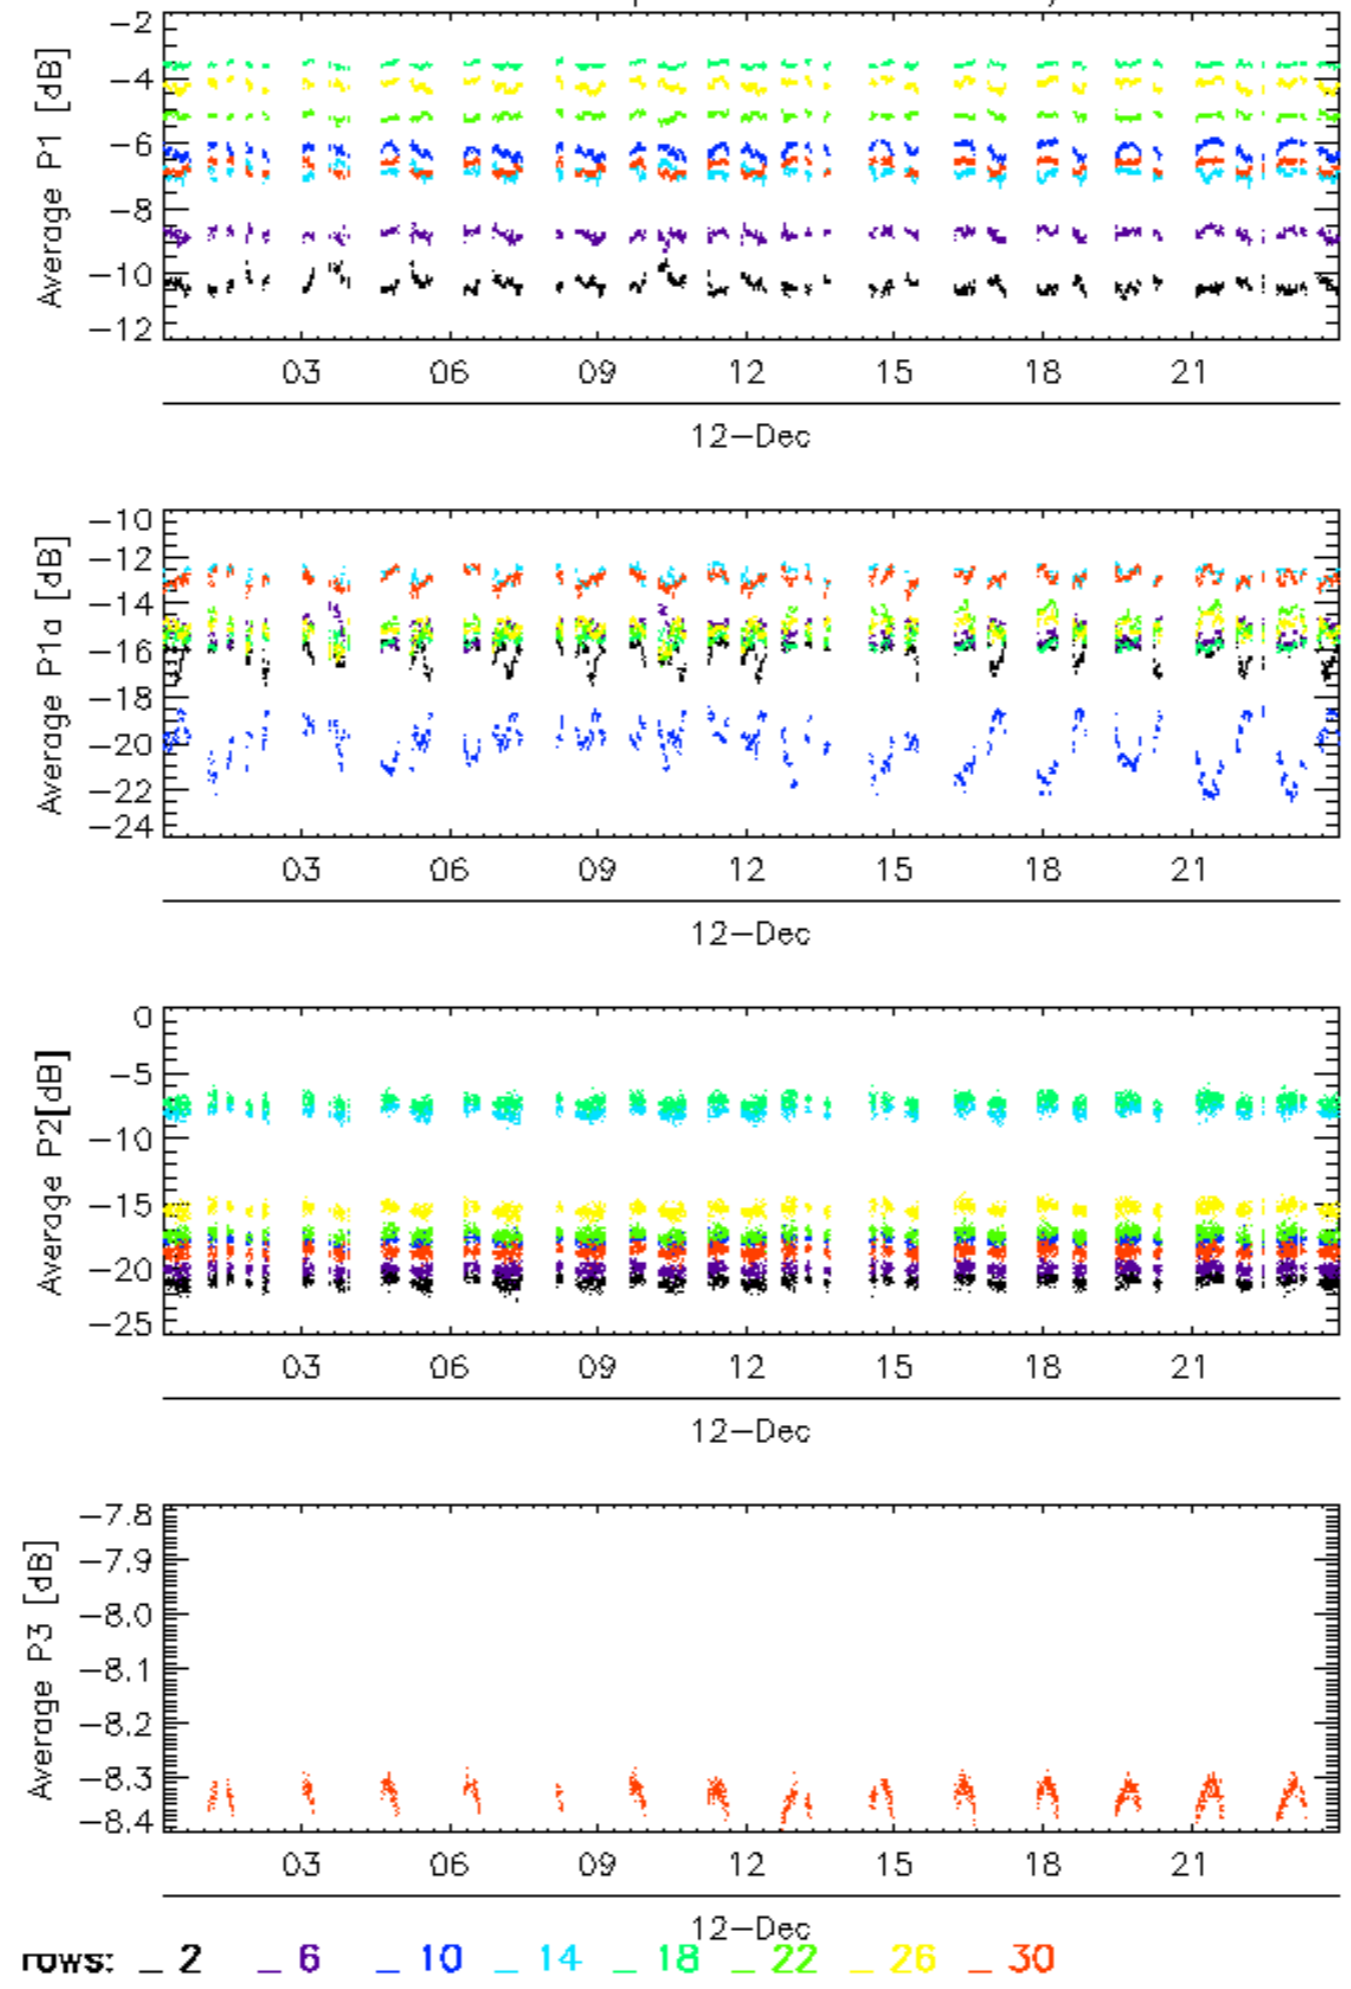 -2
-4
-6
-8
-10
-12
Average P1 [dB]
03 06 09 12 15 18 21
12-Dec
-10
-12
-14
-16
-18
-20
-22
-24
Average P1a [dB]
03 06 09 12 15 18 21
12-Dec
0
-5
-10
-15
-20
-25
Average P2[dB]
03 06 09 12 15 18 21
12-Dec
-7.8
-7.9
-8.0
-8.1
-8.2
-8.3
-8.4
Average P3 [dB]
03 06 09 12 15 18 21
12-Dec
rows: _ 2 _ 6 _ 10 _ 14 _ 18 _ 22 _ 26 _ 30